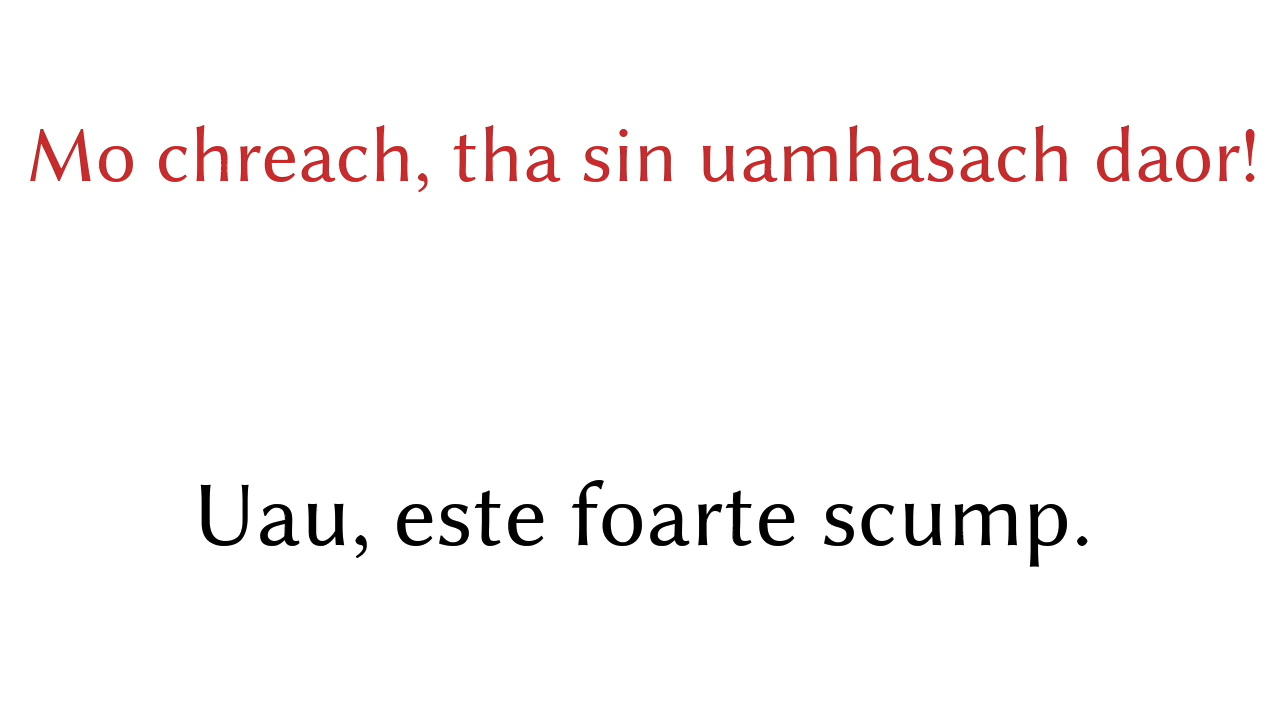 Mo chreach, tha sin uamhasach daor!
Uau, este foarte scump.